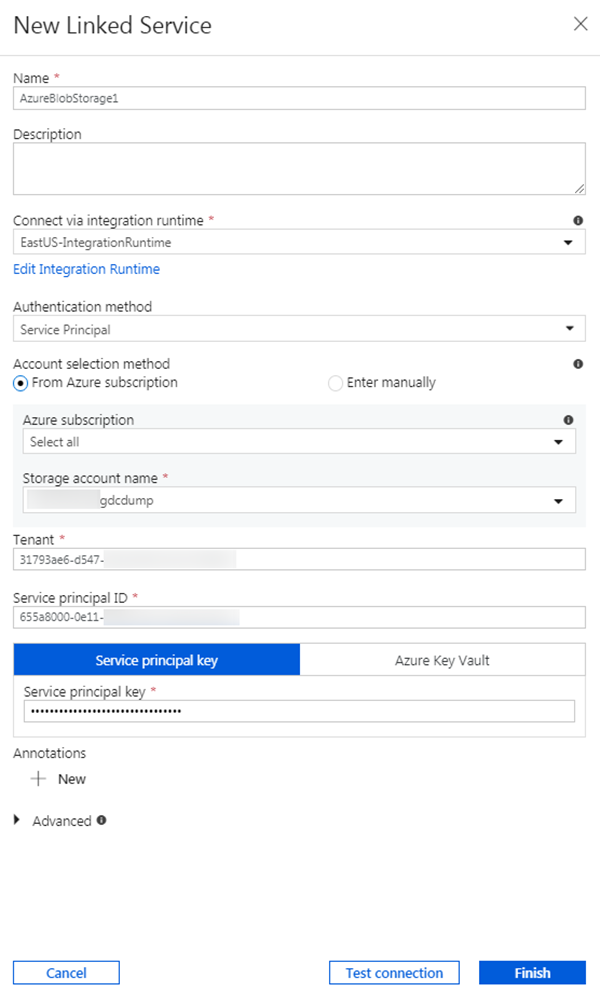 New Linked Service
Name *
AzureBlobStorage1
Description
Connect via integration runtime *
EastUS-IntegrationRuntime
Edit Integration Runtime
Authentication method
Service Principal
Account selection method
From Azure subscription Enter manually
Azure subscription
Select all
Storage account name *
gdcdump
Tenant *
31793ae6-d547-
Service principal ID *
655a8000-0e11-
Service principal key Azure Key Vault
Service principal key *
••••••••••••••••••••••••••••••••
Annotations
New
Advanced
Cancel Test connection Finish